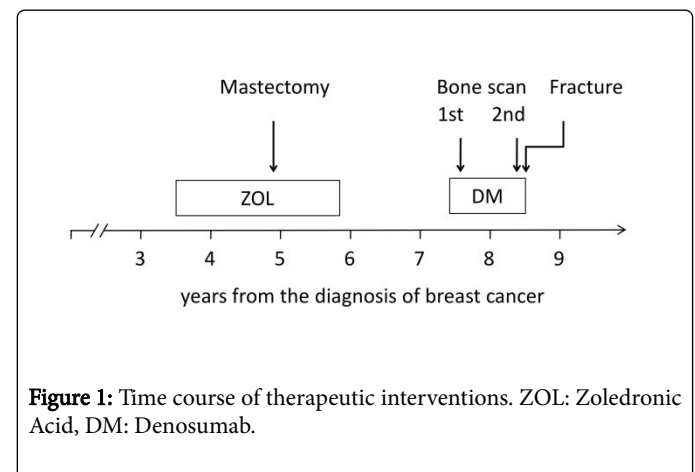 Mastectomy
Bone scan Fracture
1st 2nd
ZOL
DM
3 4 5 6 7 8 9
years from the diagnosis of breast cancer
Figure 1: Time course of therapeutic interventions. ZOL: Zoledronic
Acid, DM: Denosumab.